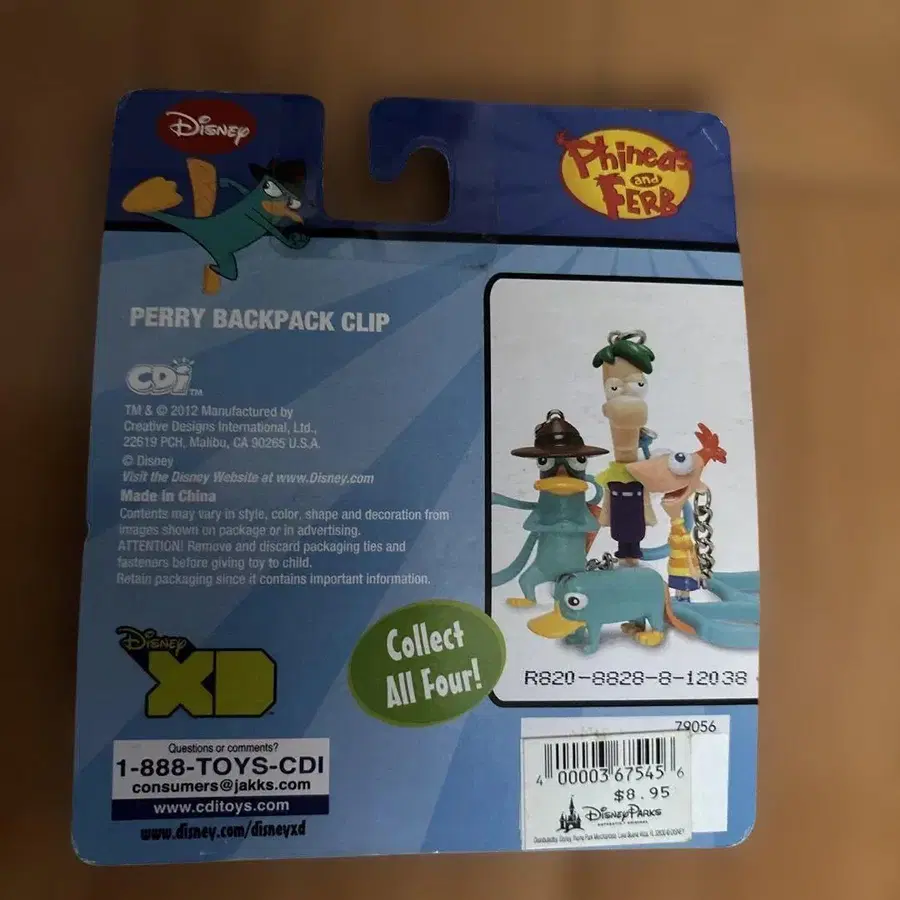 Disney
Phineas
and
Ferb
PERRY BACKPACK CLIP
CDI TM
TM & © 2012 Manufactured by
Creative Designs International, Ltd.,
22619 PCH, Malibu, CA 90265 U.S.A.
© Disney
Visit the Disney Website at www.Disney.com
Made in China
Contents may vary in style, color, shape and decoration from
images shown on package or in advertising.
ATTENTION! Remove and discard packaging ties and
fasteners before giving toy to child.
Retain packaging since it contains important information.
Disney
XD
Collect
All Four!
R820-8828-8-12038
Questions or comments?
1-888-TOYS-CDI
consumers@jakks.com
www.cditoys.com
www.disney.com/disneyxd
79056
4 00003 67545 6
$8.95
Disney Parks
AUTHENTIC ORIGINAL